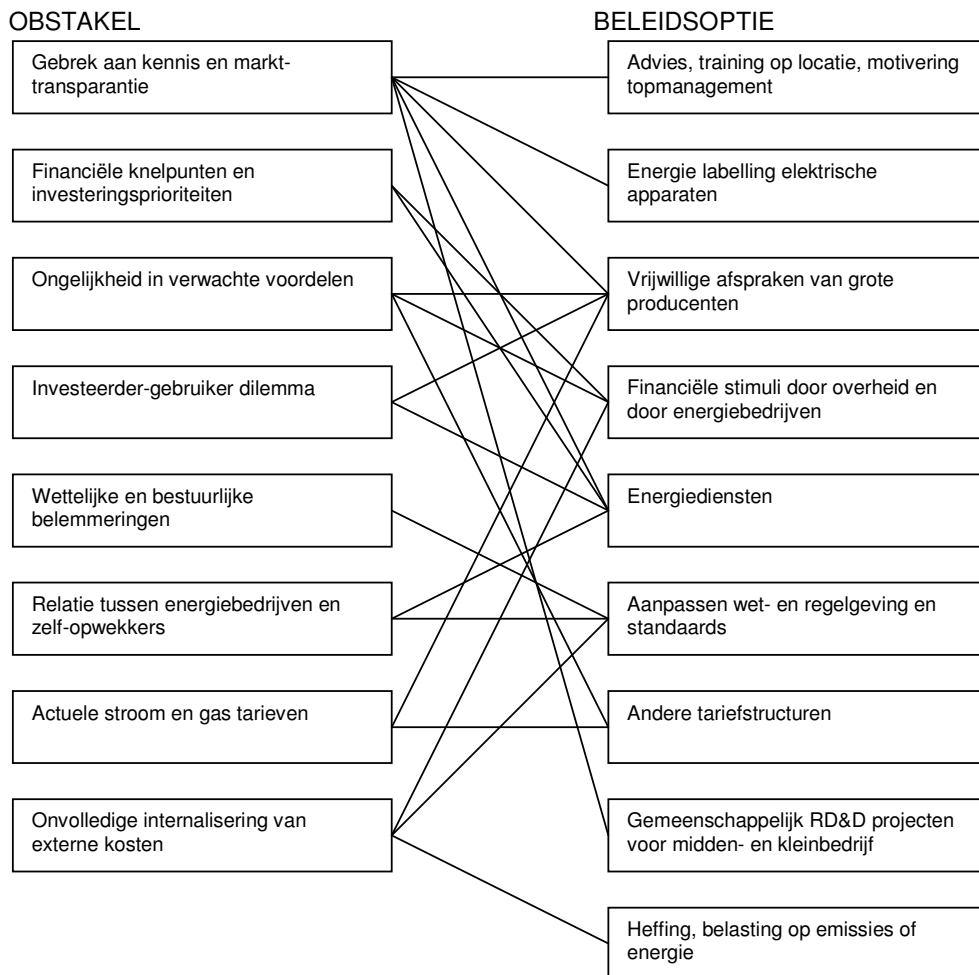 OBSTAKEL
Gebrek aan kennis en markt-
transparantie
Financiële knelpunten en
investeringsprioriteiten
Ongelijkheid in verwachte voordelen
Investeerder-gebruiker dilemma
Wettelijke en bestuurlijke
belemmeringen
Relatie tussen energiebedrijven en
zelf-opwekkers
Actuele stroom en gas tarieven
Onvolledige internalisering van
externe kosten
BELEIDSOPTIE
Advies, training op locatie, motivering
topmanagement
Energie labelling elektrische
apparaten
Vrijwillige afspraken van grote
producenten
Financiële stimuli door overheid en
door energiebedrijven
Energiediensten
Aanpassen wet- en regelgeving en
standaards
Andere tariefstructuren
Gemeenschappelijk RD&D projecten
voor midden- en kleinbedrijf
Heffing, belasting op emissies of
energie